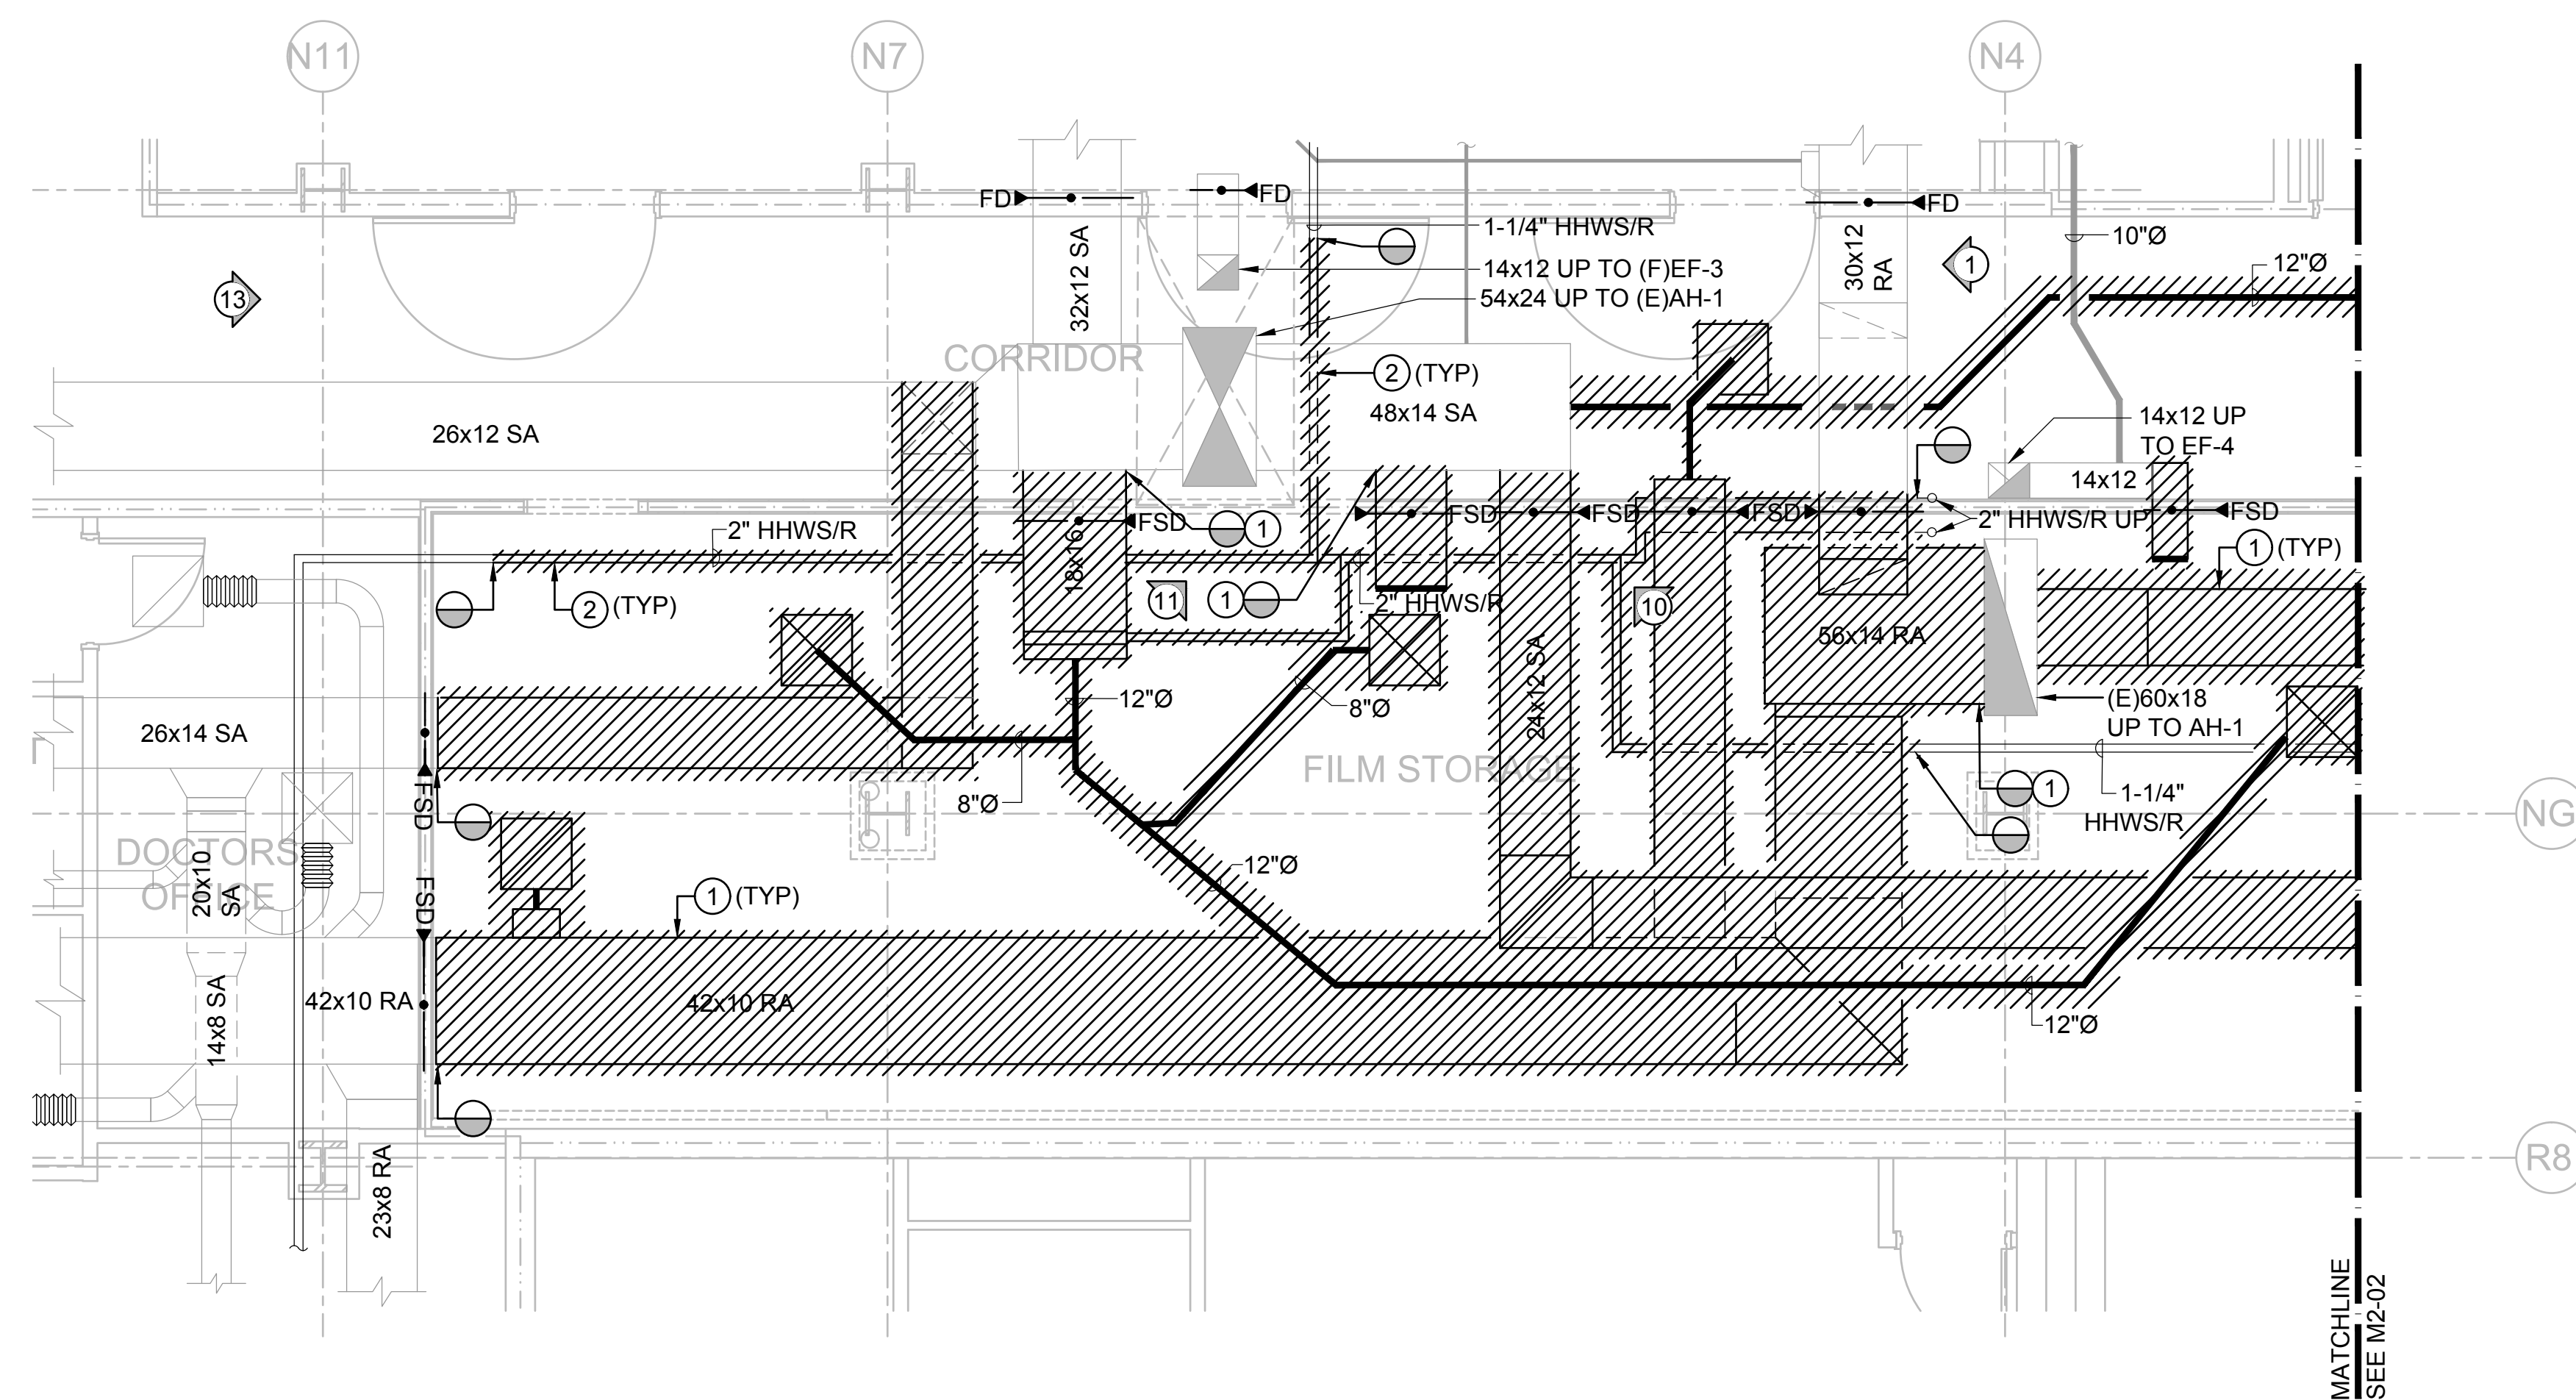 N11
N7
N4
FD
FD
FD
1-1/4" HHWS/R
10"Ø
12"Ø
32x12 SA
30x12
RA
14x12 UP TO (F)EF-3
54x24 UP TO (E)AH-1
1
13
CORRIDOR
2 (TYP)
48x14 SA
26x12 SA
14x12 UP
TO EF-4
14x12
FSD
1
FSD
FSD
FSD
2" HHWS/R UP
FSD
2" HHWS/R
18x16
1 (TYP)
2 (TYP)
11
1
2" HHWS/R
10
56x14 RA
24x12 SA
12"Ø
8"Ø
(E)60x18
UP TO AH-1
26x14 SA
FILM STORAGE
FSD
8"Ø
1
1-1/4"
HHWS/R
NG
DOCTORS
OFFICE
20x10
SA
FSD
1 (TYP)
12"Ø
14x8 SA
42x10 RA
42x10 RA
12"Ø
23x8 RA
R8
MATCHLINE
SEE M2-02